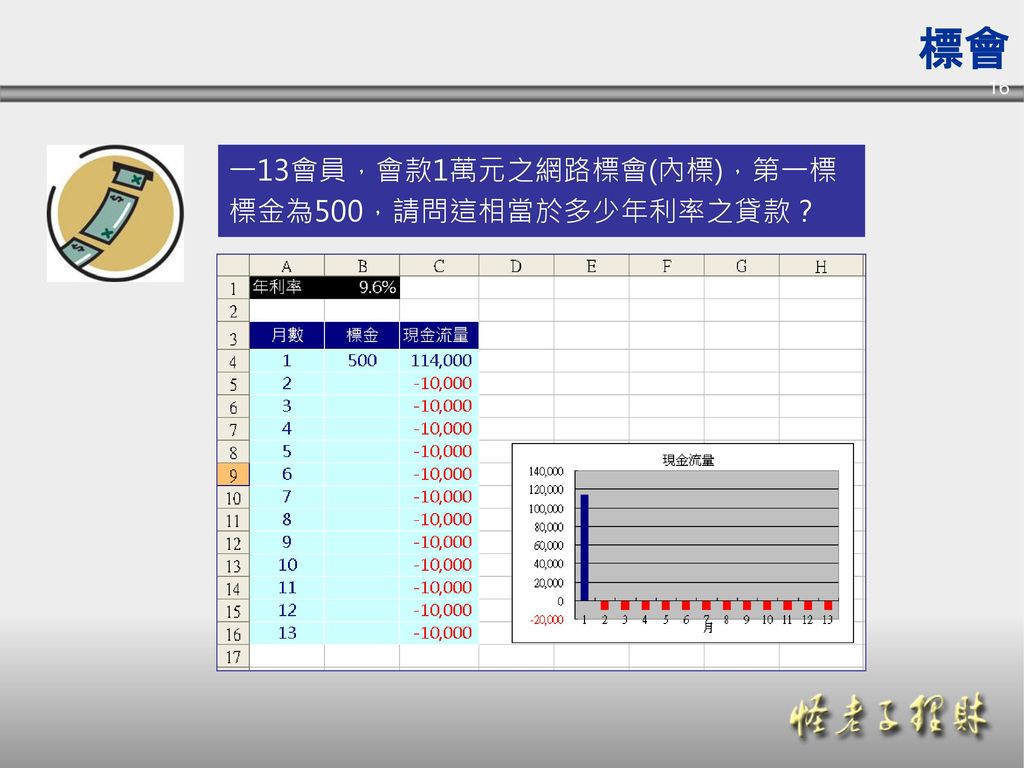 標會
16
一13會員，會款1萬元之網路標會(內標)，第一標
標金為500，請問這相當於多少年利率之貸款？
A B C D E F G H
1 年利率 9.6%
2
3 月數 標金 現金流量
4 1 500 114,000
5 2 -10,000
6 3 -10,000
7 4 -10,000
8 5 -10,000
9 6 -10,000
10 7 -10,000
11 8 -10,000
12 9 -10,000
13 10 -10,000
14 11 -10,000
15 12 -10,000
16 13 -10,000
17
現金流量
140,000
120,000
100,000
80,000
60,000
40,000
20,000
0
-20,000
1 2 3 4 5 6 7 8 9 10 11 12 13
月
怪老子理財